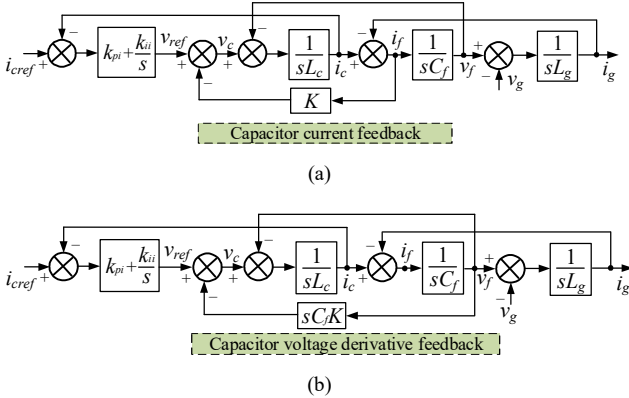 i_cref + − k_pi + k_ii/s v_ref + − v_c + − 1/sL_c i_c + − i_f 1/sC_f v_f + − v_g 1/sL_g i_g
K
Capacitor current feedback
(a)
i_cref + − k_pi + k_ii/s v_ref + − v_c + − 1/sL_c i_c + − i_f 1/sC_f v_f + − v_g 1/sL_g i_g
sC_fK
Capacitor voltage derivative feedback
(b)